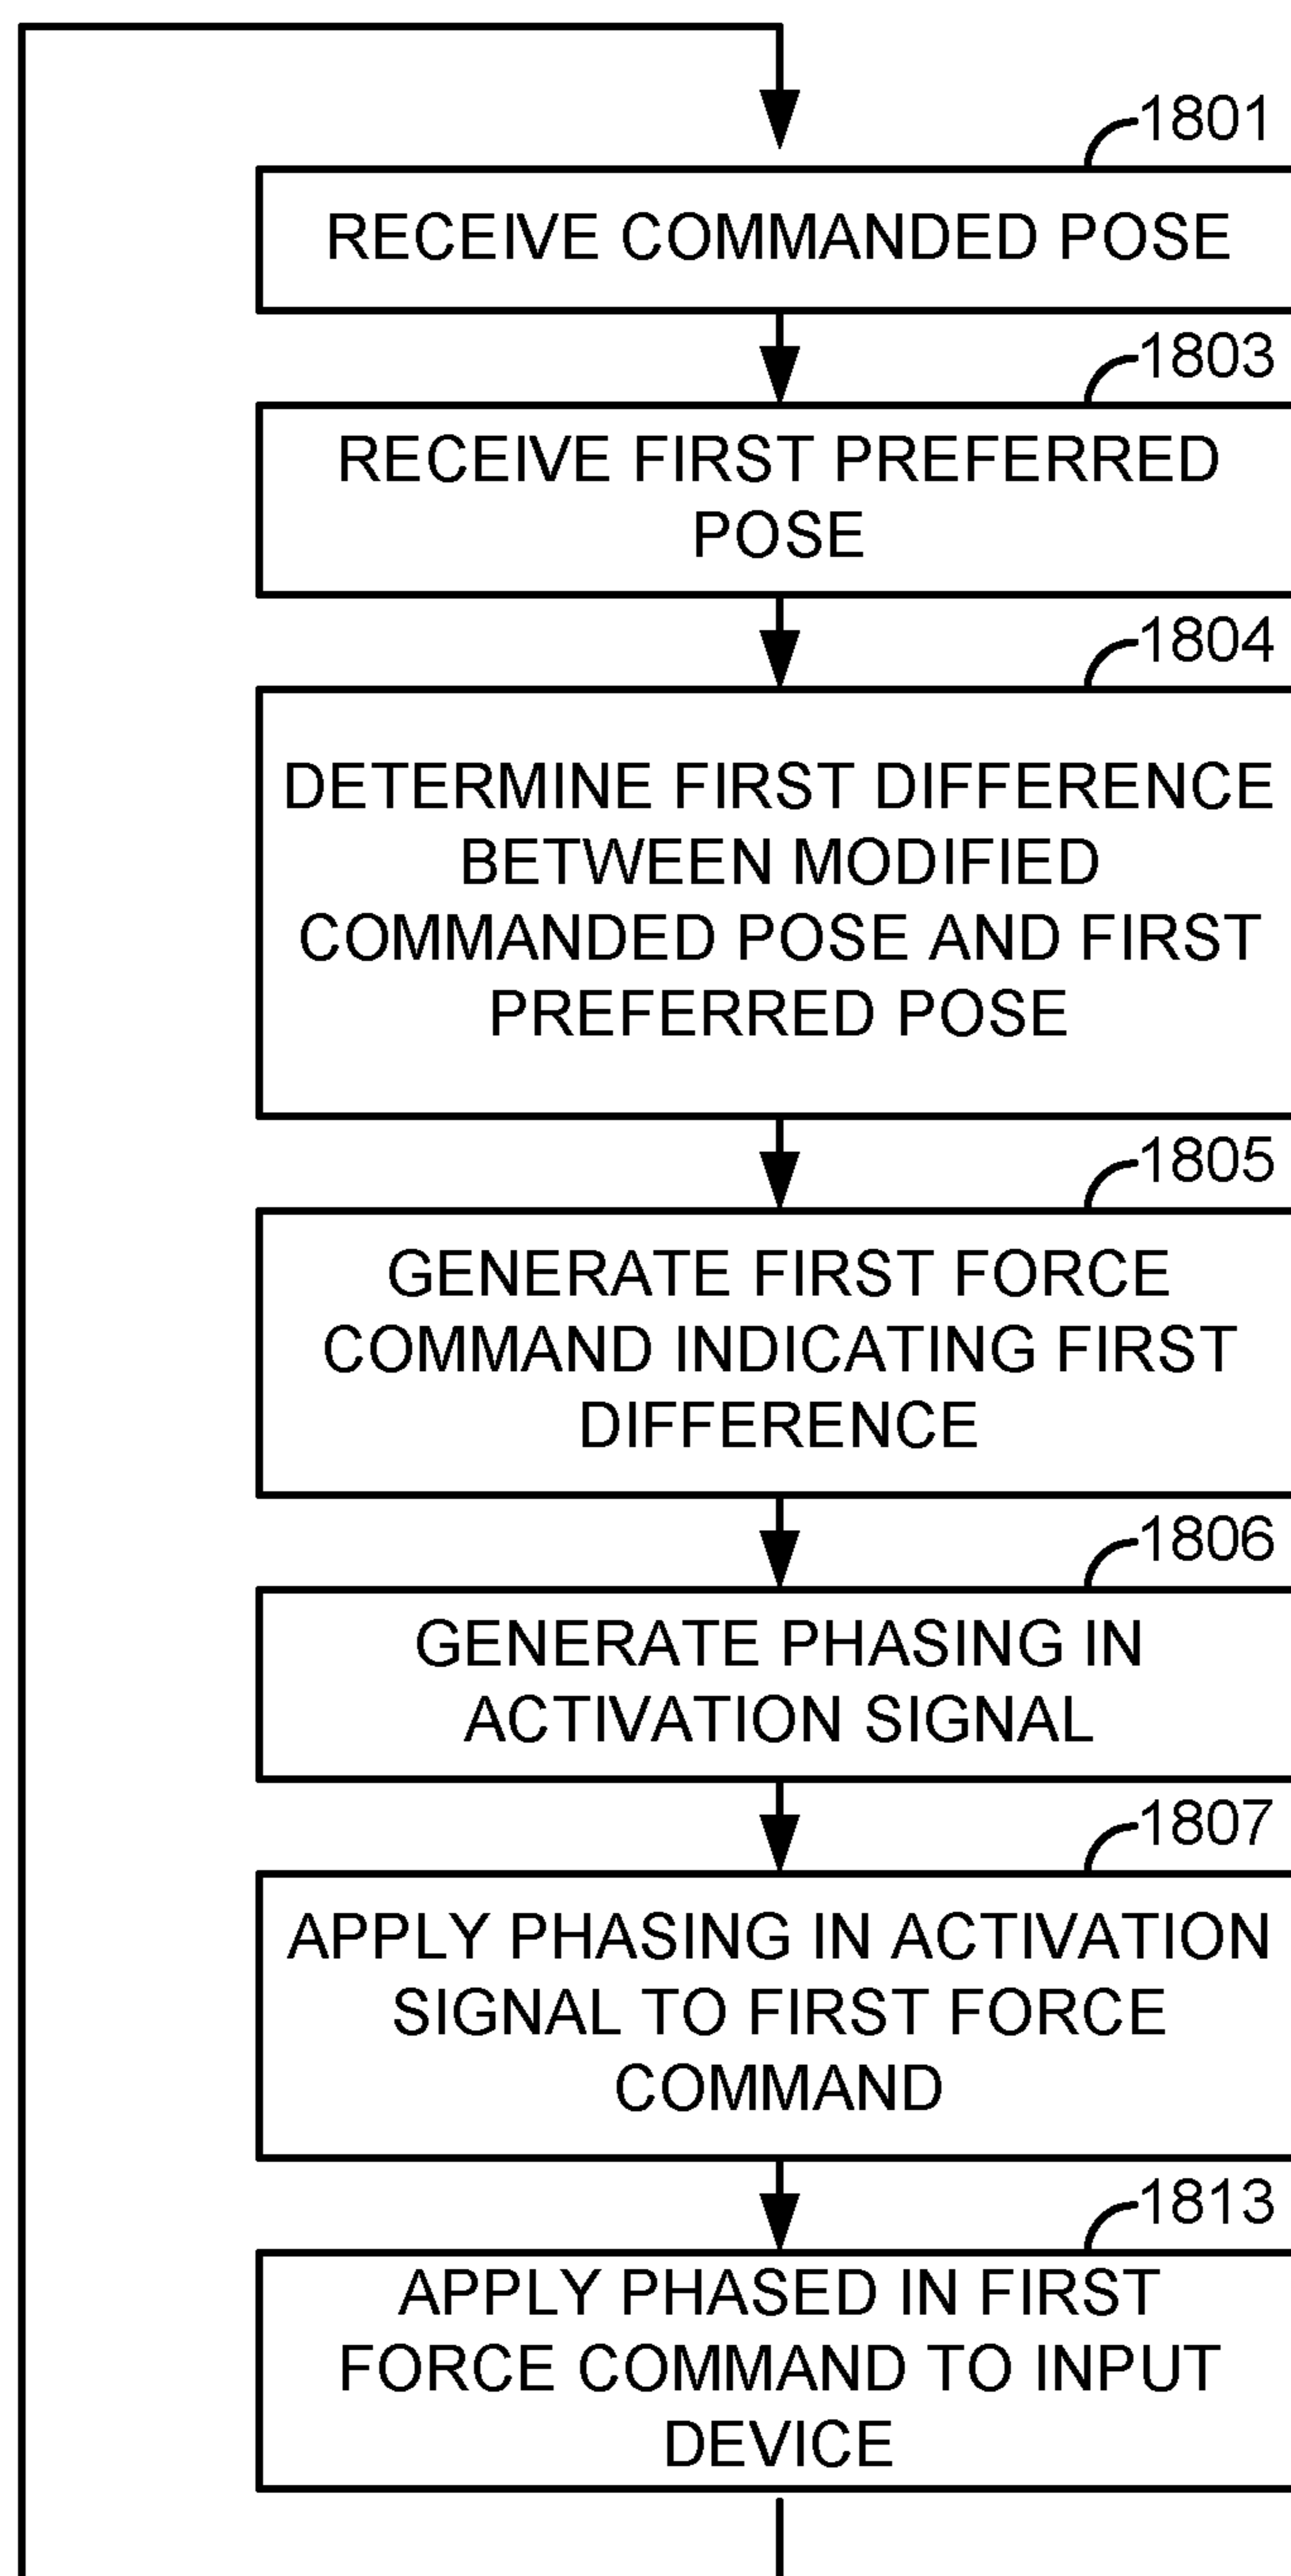 1801
RECEIVE COMMANDED POSE
1803
RECEIVE FIRST PREFERRED
POSE
1804
DETERMINE FIRST DIFFERENCE
BETWEEN MODIFIED
COMMANDED POSE AND FIRST
PREFERRED POSE
1805
GENERATE FIRST FORCE
COMMAND INDICATING FIRST
DIFFERENCE
1806
GENERATE PHASING IN
ACTIVATION SIGNAL
1807
APPLY PHASING IN ACTIVATION
SIGNAL TO FIRST FORCE
COMMAND
1813
APPLY PHASED IN FIRST
FORCE COMMAND TO INPUT
DEVICE